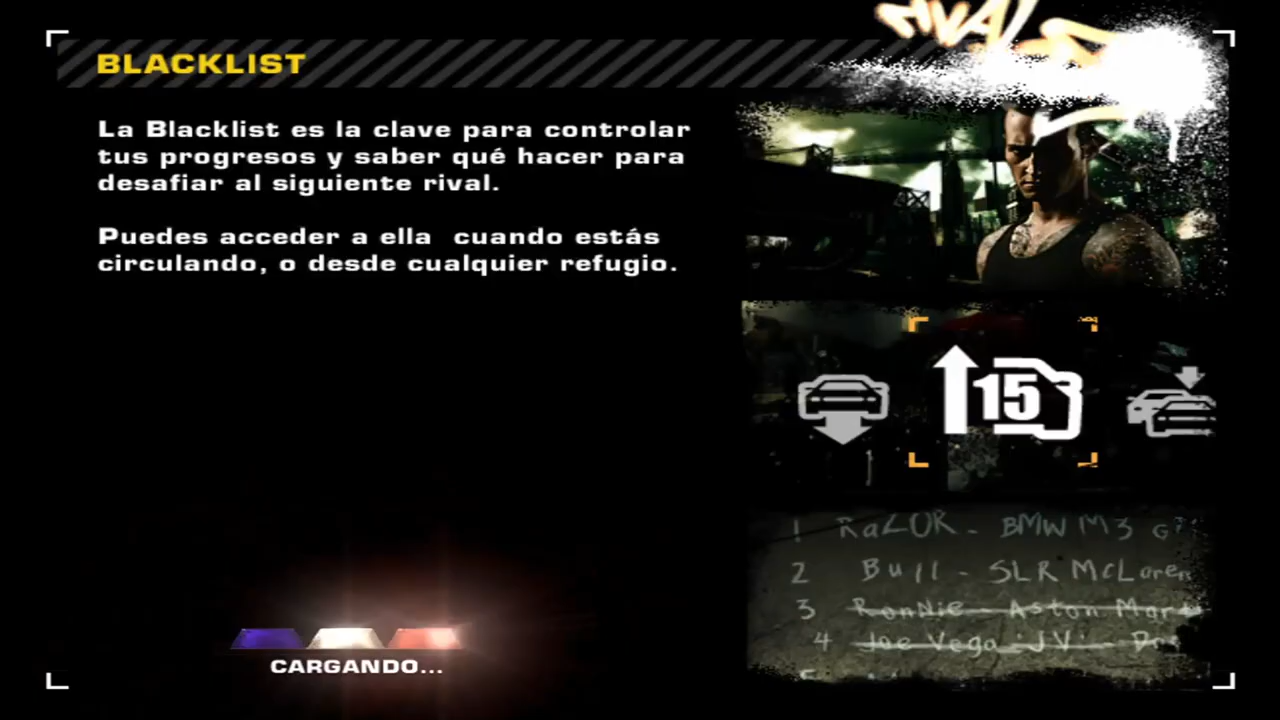 BLACKLIST
La Blacklist es la clave para controlar
tus progresos y saber qué hacer para
desafiar al siguiente rival.
Puedes acceder a ella  cuando estás
circulando, o desde cualquier refugio.
15
1 RaZOR - BMW M3
2 Bull - SLR McLaren
3 RonNie - Aston
4 Joe Vega "JV" -
CARGANDO...